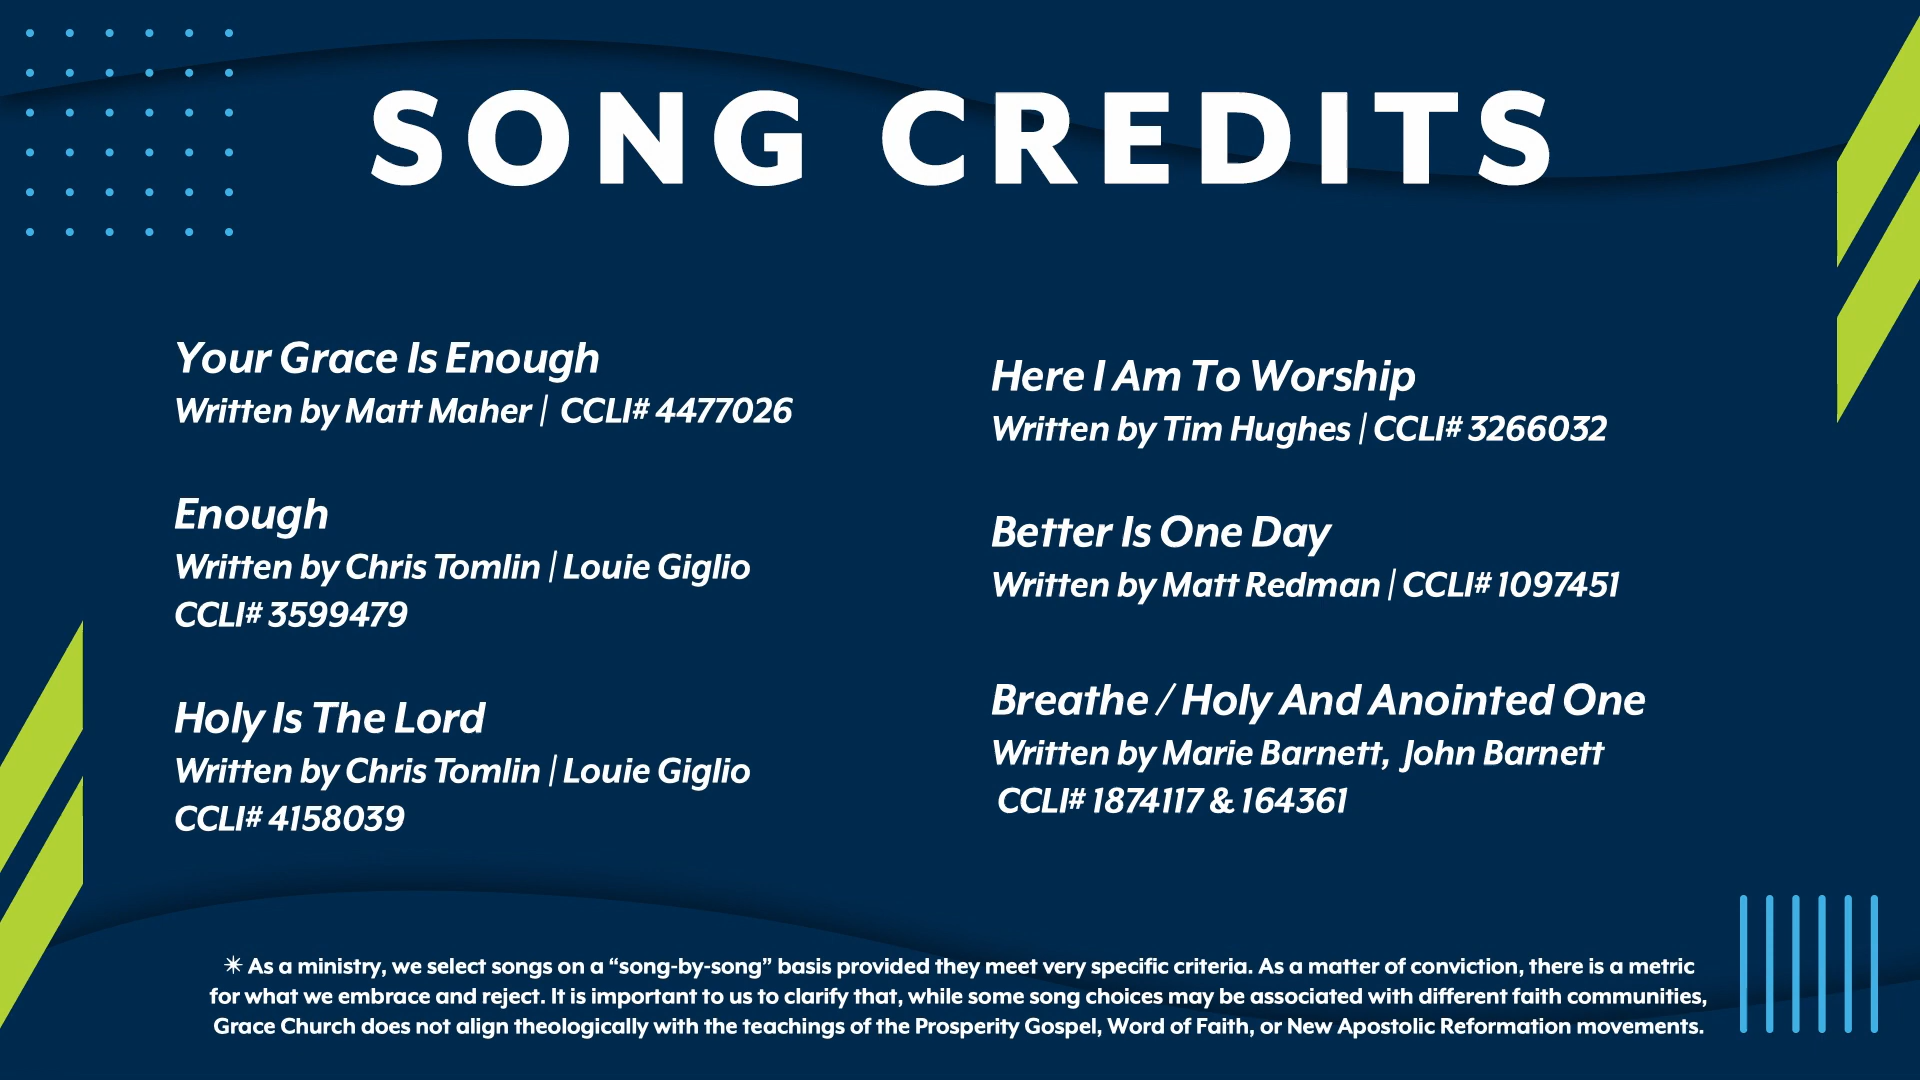 SONG CREDITS
Your Grace Is Enough
Written by Matt Maher | CCLI# 4477026
Enough
Written by Chris Tomlin | Louie Giglio
CCLI# 3599479
Holy Is The Lord
Written by Chris Tomlin | Louie Giglio
CCLI# 4158039
Here I Am To Worship
Written by Tim Hughes | CCLI# 3266032
Better Is One Day
Written by Matt Redman | CCLI# 1097451
Breathe / Holy And Anointed One
Written by Marie Barnett, John Barnett
CCLI# 1874117 & 164361
✴ As a ministry, we select songs on a “song-by-song” basis provided they meet very specific criteria. As a matter of conviction, there is a metric
for what we embrace and reject. It is important to us to clarify that, while some song choices may be associated with different faith communities,
Grace Church does not align theologically with the teachings of the Prosperity Gospel, Word of Faith, or New Apostolic Reformation movements.